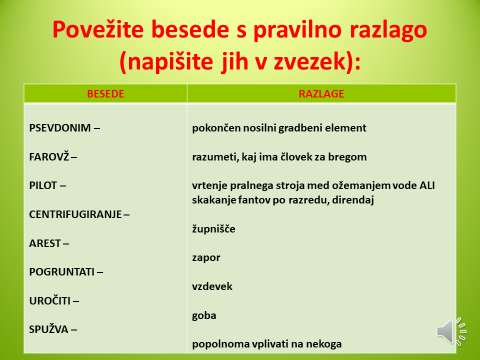 Povežite besede s pravilno razlago
(napišite jih v zvezek):
BESEDE
RAZLAGE
PSEVDONIM –
FAROVŽ –
PILOT –
CENTRIFUGIRANJE –
AREST –
POGRUNTATI –
UROČITI –
SPUŽVA –
pokončen nosilni gradbeni element
razumeti, kaj ima človek za bregom
vrtenje pralnega stroja med ožemanjem vode ALI
skakanje fantov po razredu, direndaj
župnišče
zapor
vzdevek
goba
popolnoma vplivati na nekoga